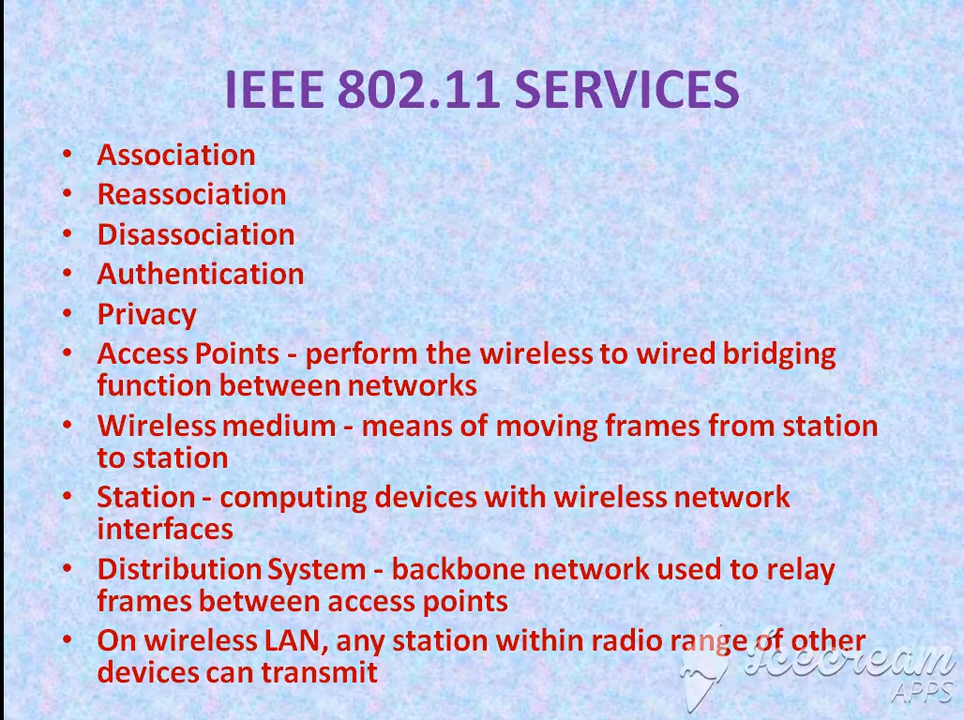 IEEE 802.11 SERVICES
• Association
• Reassociation
• Disassociation
• Authentication
• Privacy
• Access Points - perform the wireless to wired bridging
function between networks
• Wireless medium - means of moving frames from station
to station
• Station - computing devices with wireless network
interfaces
• Distribution System - backbone network used to relay
frames between access points
• On wireless LAN, any station within radio range of other
devices can transmit
Icecream
APPS